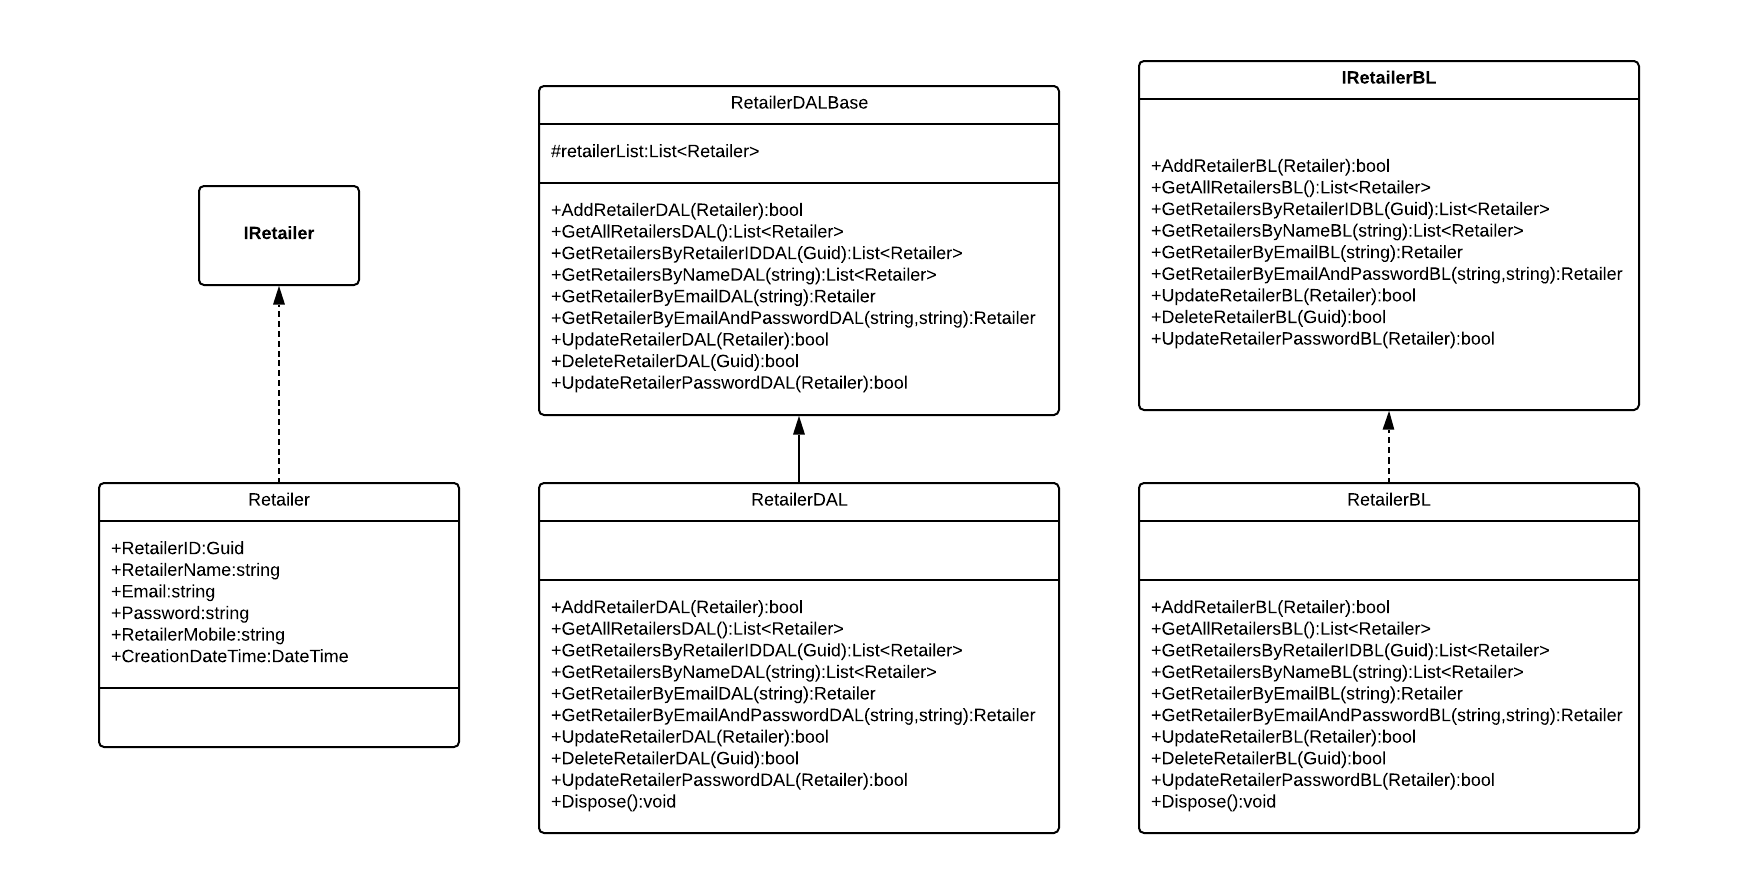 IRetailer
Retailer
+RetailerID:Guid
+RetailerName:string
+Email:string
+Password:string
+RetailerMobile:string
+CreationDateTime:DateTime
RetailerDALBase
#retailerList:List<Retailer>
+AddRetailerDAL(Retailer):bool
+GetAllRetailersDAL():List<Retailer>
+GetRetailersByRetailerIDDAL(Guid):List<Retailer>
+GetRetailersByNameDAL(string):List<Retailer>
+GetRetailerByEmailDAL(string):Retailer
+GetRetailerByEmailAndPasswordDAL(string,string):Retailer
+UpdateRetailerDAL(Retailer):bool
+DeleteRetailerDAL(Guid):bool
+UpdateRetailerPasswordDAL(Retailer):bool
RetailerDAL
+AddRetailerDAL(Retailer):bool
+GetAllRetailersDAL():List<Retailer>
+GetRetailersByRetailerIDDAL(Guid):List<Retailer>
+GetRetailersByNameDAL(string):List<Retailer>
+GetRetailerByEmailDAL(string):Retailer
+GetRetailerByEmailAndPasswordDAL(string,string):Retailer
+UpdateRetailerDAL(Retailer):bool
+DeleteRetailerDAL(Guid):bool
+UpdateRetailerPasswordDAL(Retailer):bool
+Dispose():void
IRetailerBL
+AddRetailerBL(Retailer):bool
+GetAllRetailersBL():List<Retailer>
+GetRetailersByRetailerIDBL(Guid):List<Retailer>
+GetRetailersByNameBL(string):List<Retailer>
+GetRetailerByEmailBL(string):Retailer
+GetRetailerByEmailAndPasswordBL(string,string):Retailer
+UpdateRetailerBL(Retailer):bool
+DeleteRetailerBL(Guid):bool
+UpdateRetailerPasswordBL(Retailer):bool
RetailerBL
+AddRetailerBL(Retailer):bool
+GetAllRetailersBL():List<Retailer>
+GetRetailersByRetailerIDBL(Guid):List<Retailer>
+GetRetailersByNameBL(string):List<Retailer>
+GetRetailerByEmailBL(string):Retailer
+GetRetailerByEmailAndPasswordBL(string,string):Retailer
+UpdateRetailerBL(Retailer):bool
+DeleteRetailerBL(Guid):bool
+UpdateRetailerPasswordBL(Retailer):bool
+Dispose():void